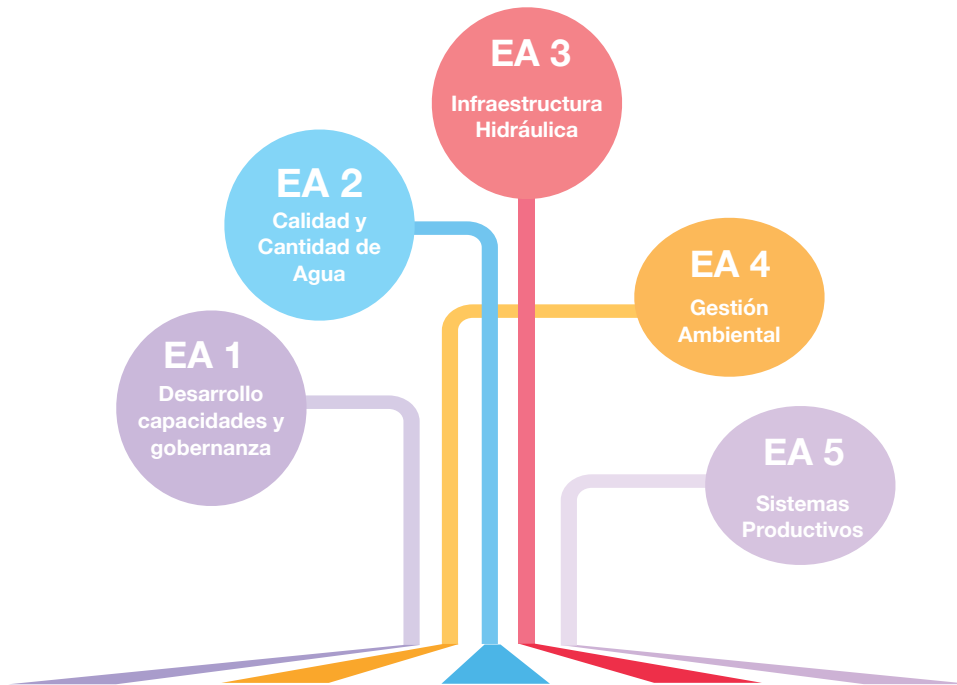 EA 1
Desarrollo
capacidades y
gobernanza
EA 2
Calidad y
Cantidad de
Agua
EA 3
Infraestructura
Hidráulica
EA 4
Gestión
Ambiental
EA 5
Sistemas
Productivos